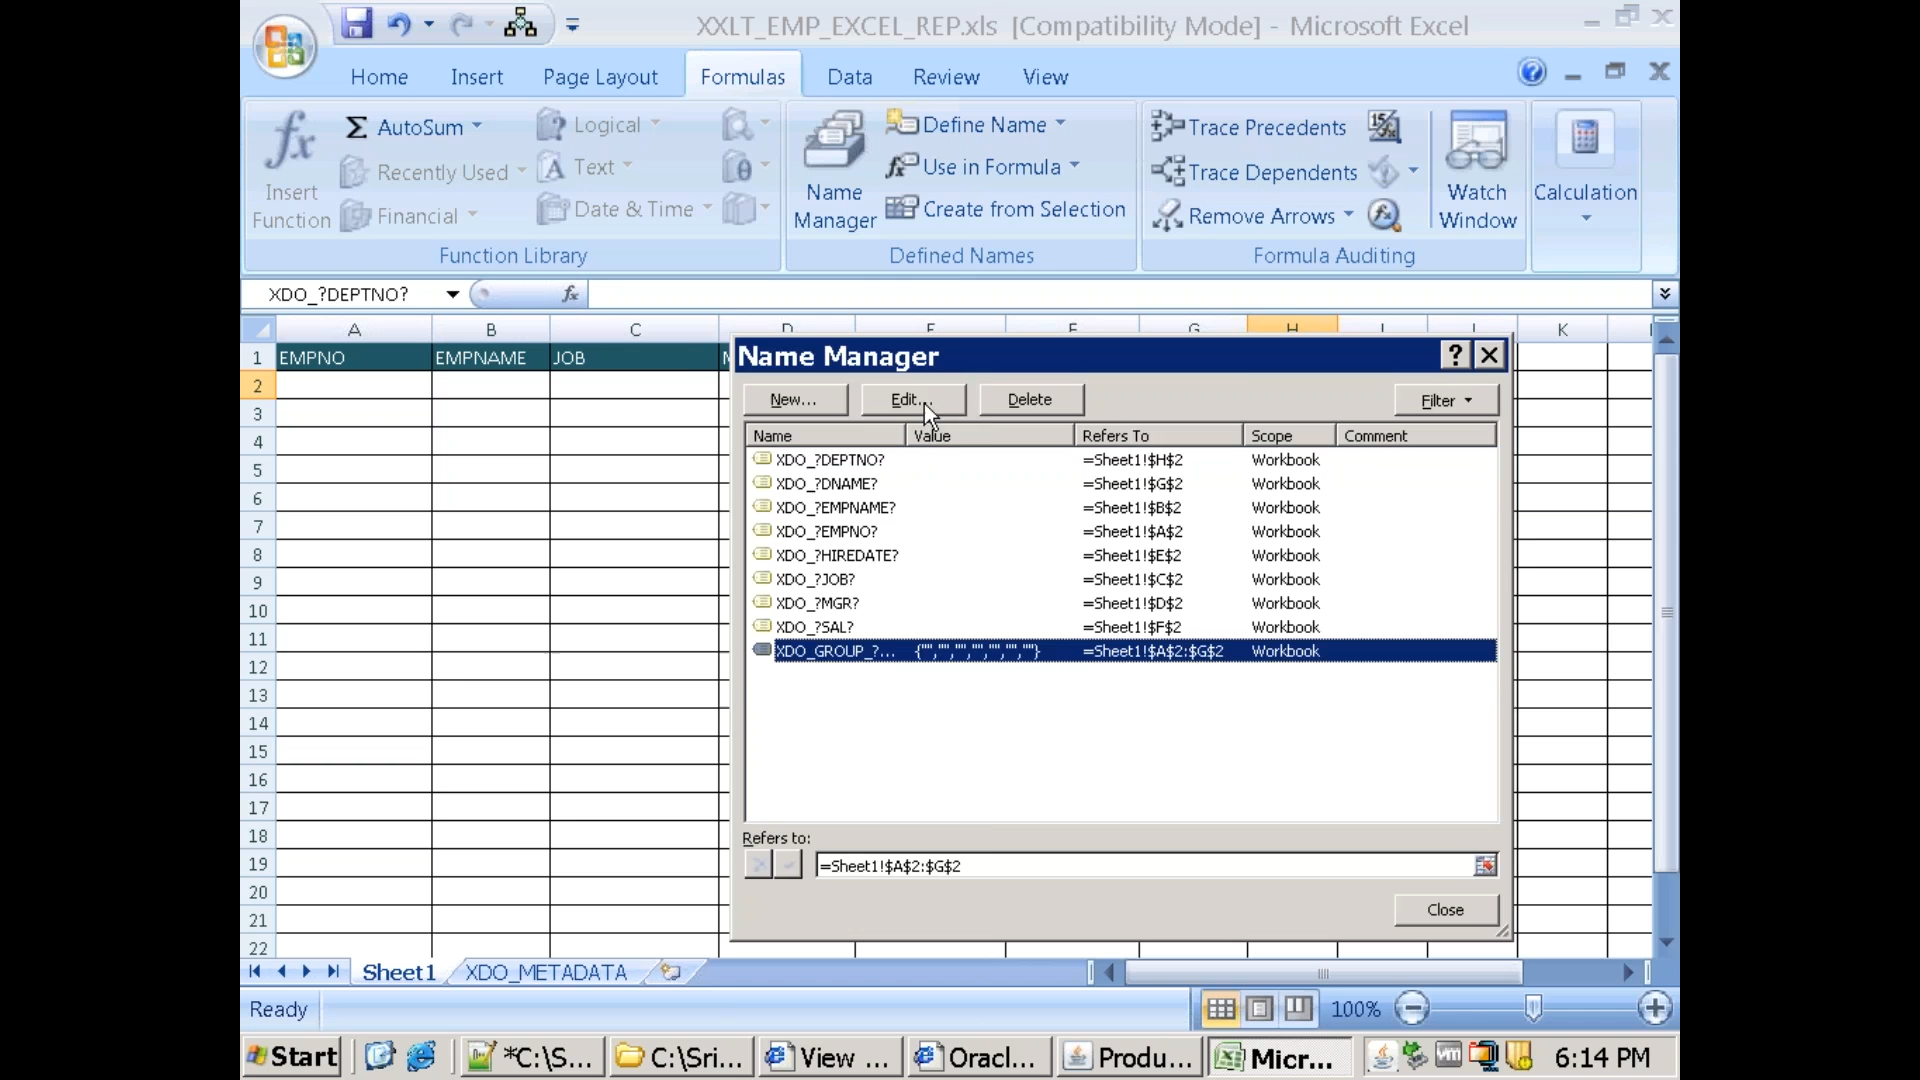 XXLT_EMP_EXCEL_REP.xls [Compatibility Mode] - Microsoft Excel
Home Insert Page Layout Formulas Data Review View
Insert Function
Σ AutoSum
Recently Used
Financial
Logical
Text
Date & Time
Function Library
Name Manager
Define Name
Use in Formula
Create from Selection
Defined Names
Trace Precedents
Trace Dependents
Remove Arrows
Formula Auditing
Watch Window
Calculation
XDO_?DEPTNO? fx
A B C D E F G H I J K
1 EMPNO EMPNAME JOB
2
3
4
5
6
7
8
9
10
11
12
13
14
15
16
17
18
19
20
21
22
Name Manager
New... Edit... Delete Filter
Name Value Refers To Scope Comment
XDO_?DEPTNO? =Sheet1!$H$2 Workbook
XDO_?DNAME? =Sheet1!$G$2 Workbook
XDO_?EMPNAME? =Sheet1!$B$2 Workbook
XDO_?EMPNO? =Sheet1!$A$2 Workbook
XDO_?HIREDATE? =Sheet1!$E$2 Workbook
XDO_?JOB? =Sheet1!$C$2 Workbook
XDO_?MGR? =Sheet1!$D$2 Workbook
XDO_?SAL? =Sheet1!$F$2 Workbook
XDO_GROUP_?... {"","","","","","",""} =Sheet1!$A$2:$G$2 Workbook
Refers to:
=Sheet1!$A$2:$G$2
Close
Sheet1 XDO_METADATA
Ready 100%
Start *C:\S... C:\Sri... View ... Oracl... Produ... Micr... 6:14 PM